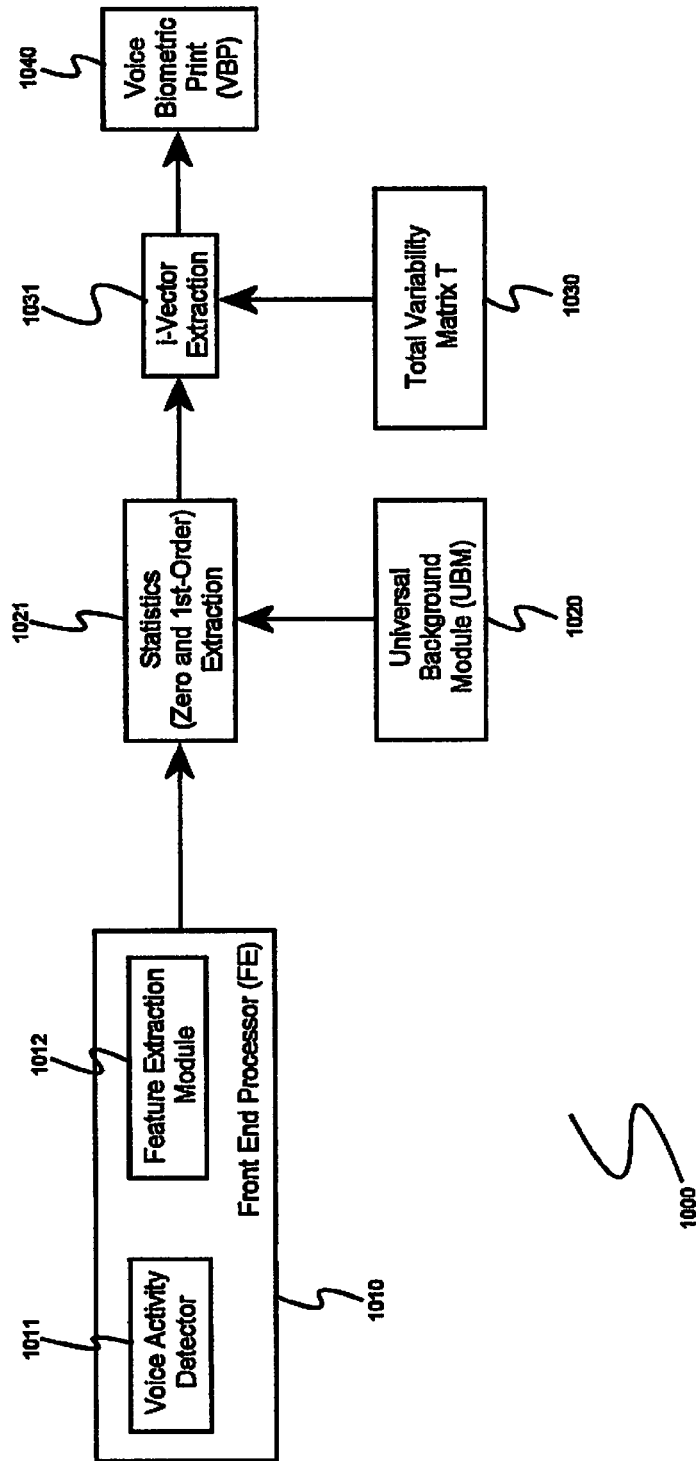 1011
Voice Activity
Detector
1012
Feature Extraction
Module
Front End Processor (FE)
1010
1021
Statistics
(Zero and 1st-Order)
Extraction
Universal
Background
Module (UBM)
1020
1031
i-Vector
Extraction
Total Variability
Matrix T
1030
1040
Voice
Biometric
Print
(VBP)
1000